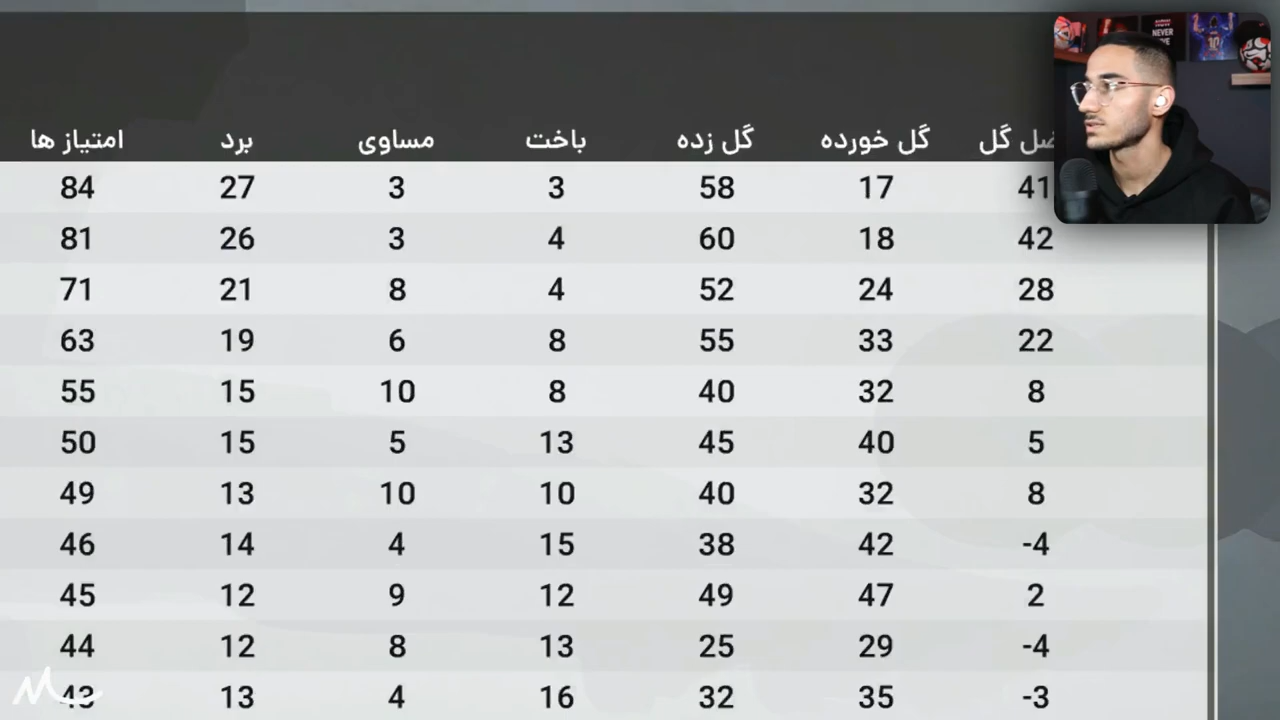 امتیاز ها برد مساوی باخت گل زده گل خورده گل
84 27 3 3 58 17 41
81 26 3 4 60 18 42
71 21 8 4 52 24 28
63 19 6 8 55 33 22
55 15 10 8 40 32 8
50 15 5 13 45 40 5
49 13 10 10 40 32 8
46 14 4 15 38 42 -4
45 12 9 12 49 47 2
44 12 8 13 25 29 -4
43 13 4 16 32 35 -3
NEVER
10